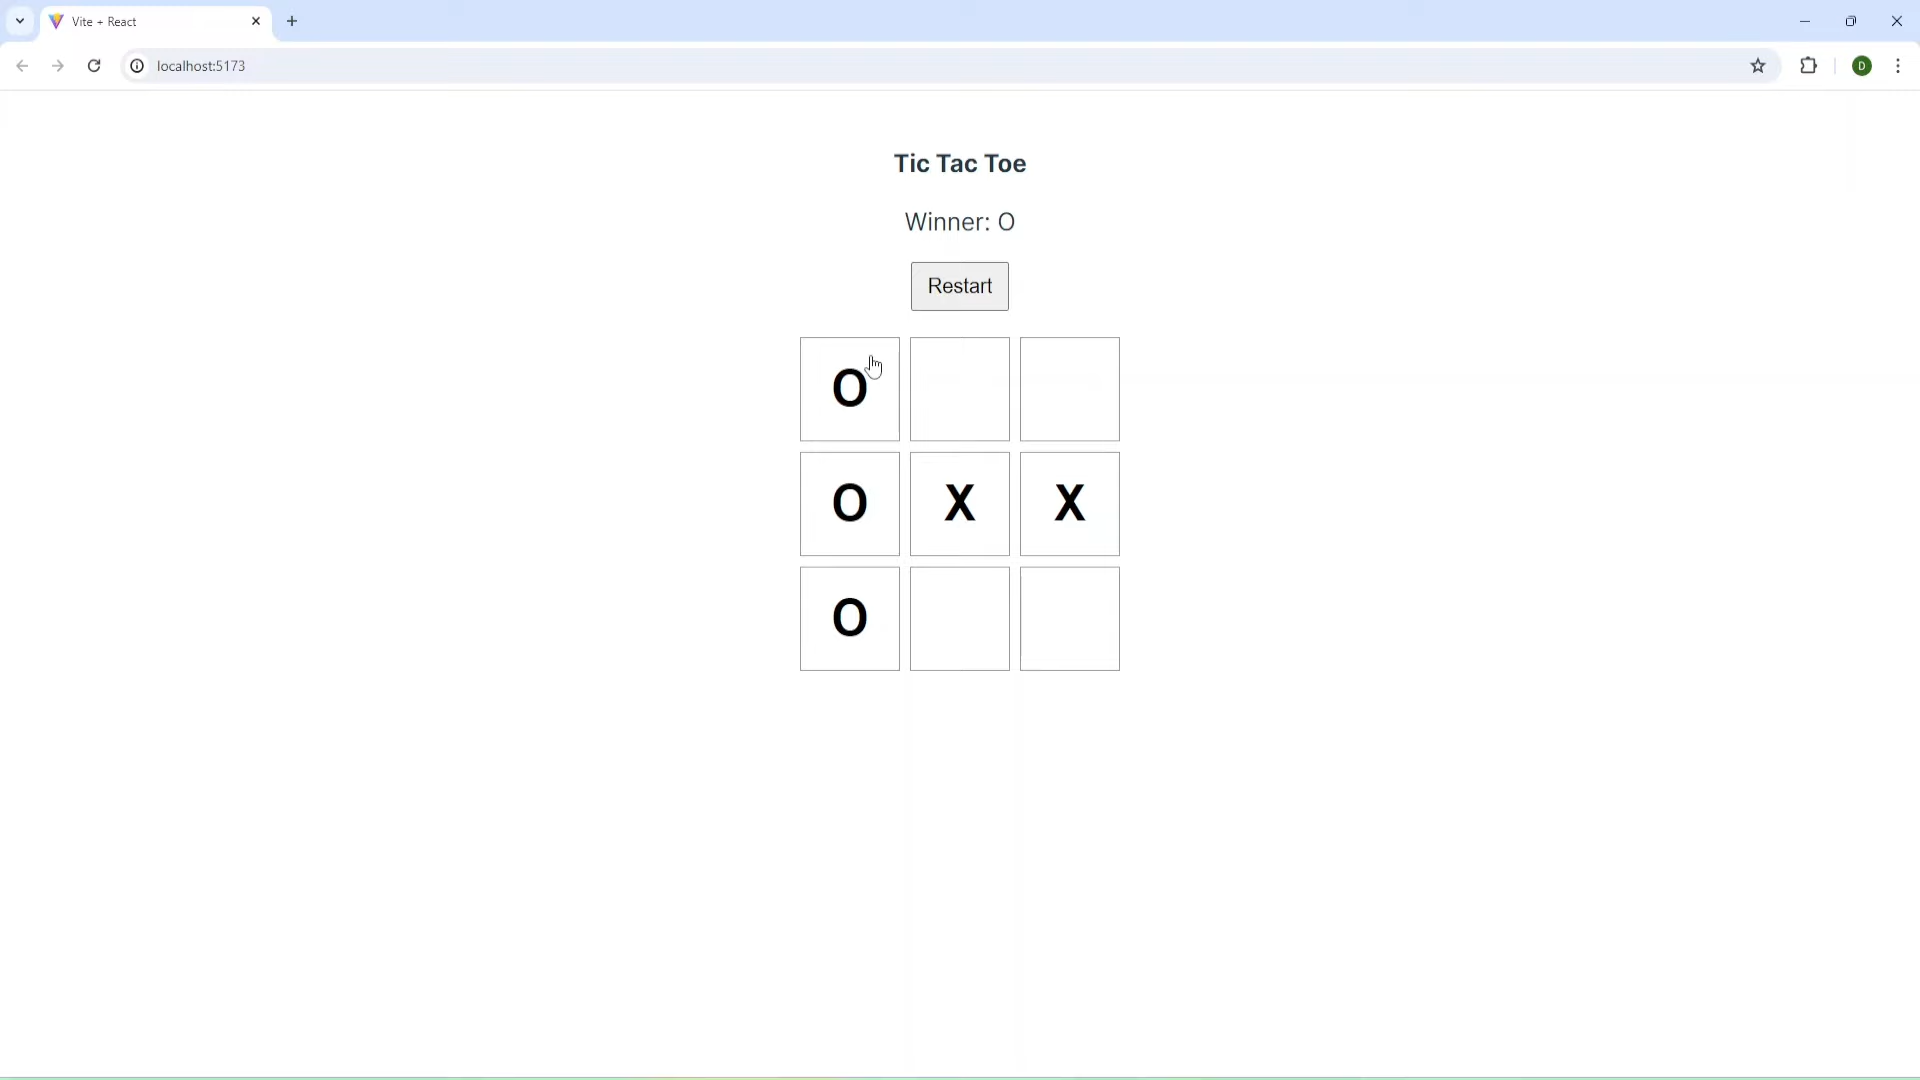 Vite + React
localhost:5173
D
Tic Tac Toe
Winner: O
Restart
O
O X X
O